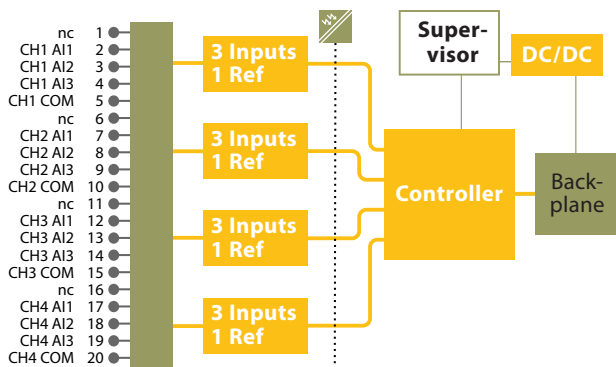 nc 1
CH1 AI1 2
CH1 AI2 3
CH1 AI3 4
CH1 COM 5
nc 6
CH2 AI1 7
CH2 AI2 8
CH2 AI3 9
CH2 COM 10
nc 11
CH3 AI1 12
CH3 AI2 13
CH3 AI3 14
CH3 COM 15
nc 16
CH4 AI1 17
CH4 AI2 18
CH4 AI3 19
CH4 COM 20
3 Inputs
1 Ref
3 Inputs
1 Ref
3 Inputs
1 Ref
3 Inputs
1 Ref
Super-
visor
DC/DC
Controller
Back-
plane